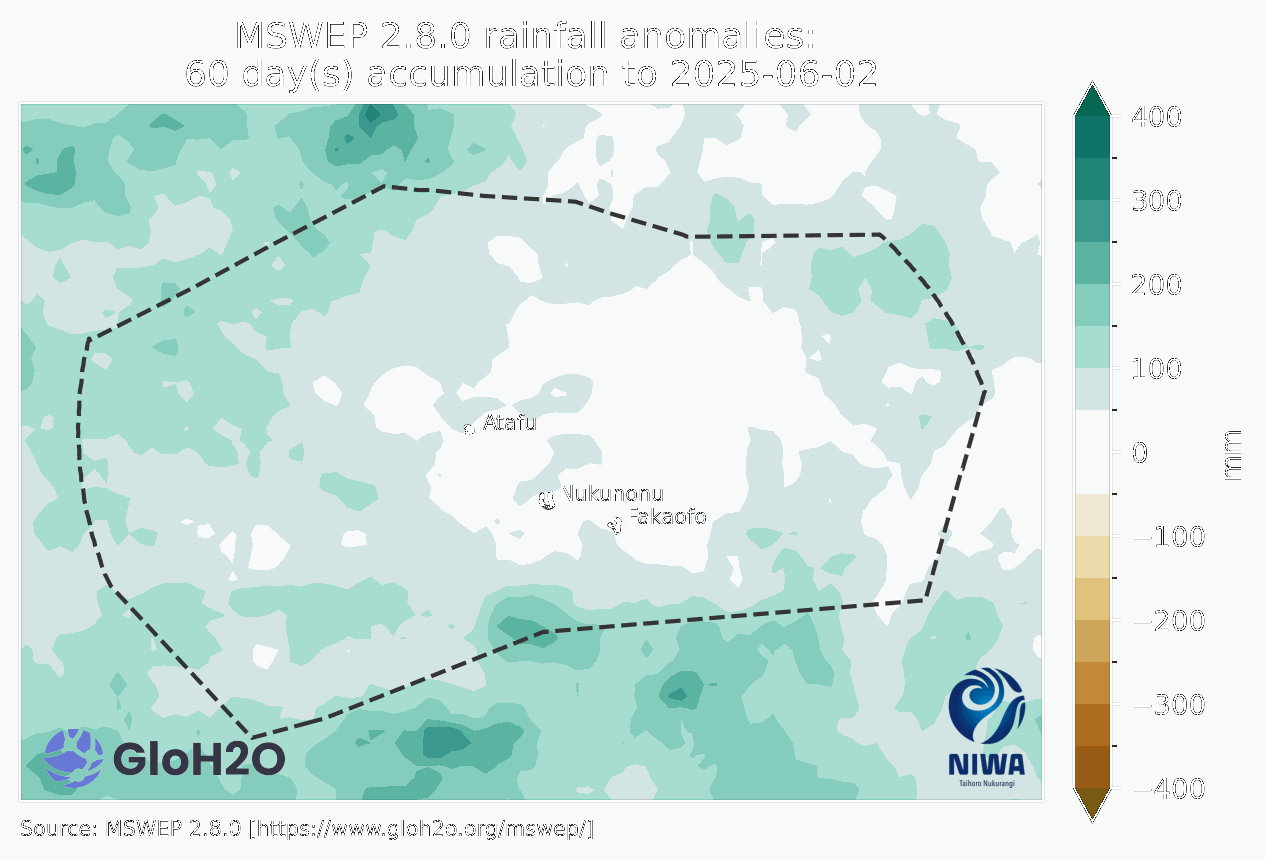 MSWEP 2.8.0 rainfall anomalies:
60 day(s) accumulation to 2025-06-02
400
300
200
100
0
−100
−200
−300
−400
mm
Atafu
Nukunonu
Fakaofo
GloH2O
NIWA
Taihoro Nukurangi
Source: MSWEP 2.8.0 [https://www.gloh2o.org/mswep/]